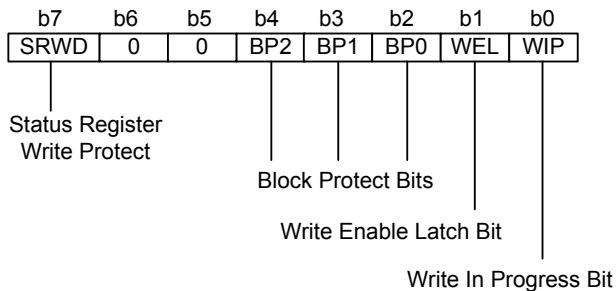 b7 b6 b5 b4 b3 b2 b1 b0
SRWD 0 0 BP2 BP1 BP0 WEL WIP
Status Register
Write Protect
Block Protect Bits
Write Enable Latch Bit
Write In Progress Bit